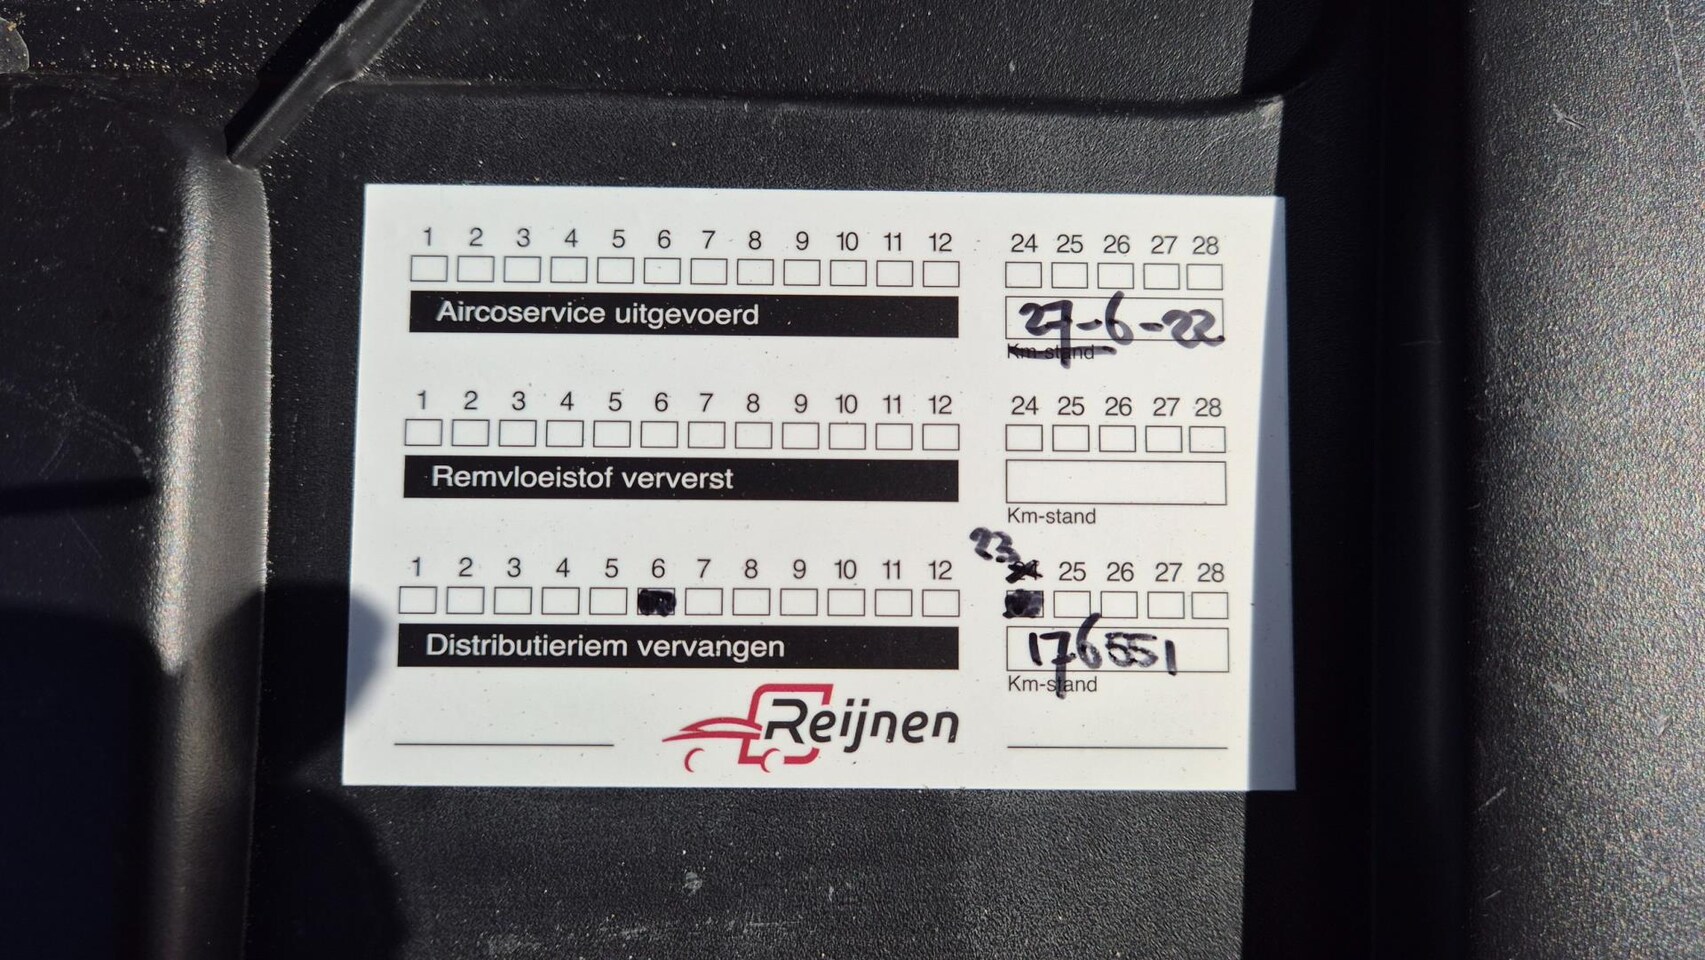 1 2 3 4 5 6 7 8 9 10 11 12 24 25 26 27 28
Aircoservice uitgevoerd 27-6-22
Km-stand
1 2 3 4 5 6 7 8 9 10 11 12 24 25 26 27 28
Remvloeistof ververst
Km-stand
23
1 2 3 4 5 6 7 8 9 10 11 12 24 25 26 27 28
Distributieriem vervangen 176551
Km-stand
Reijnen